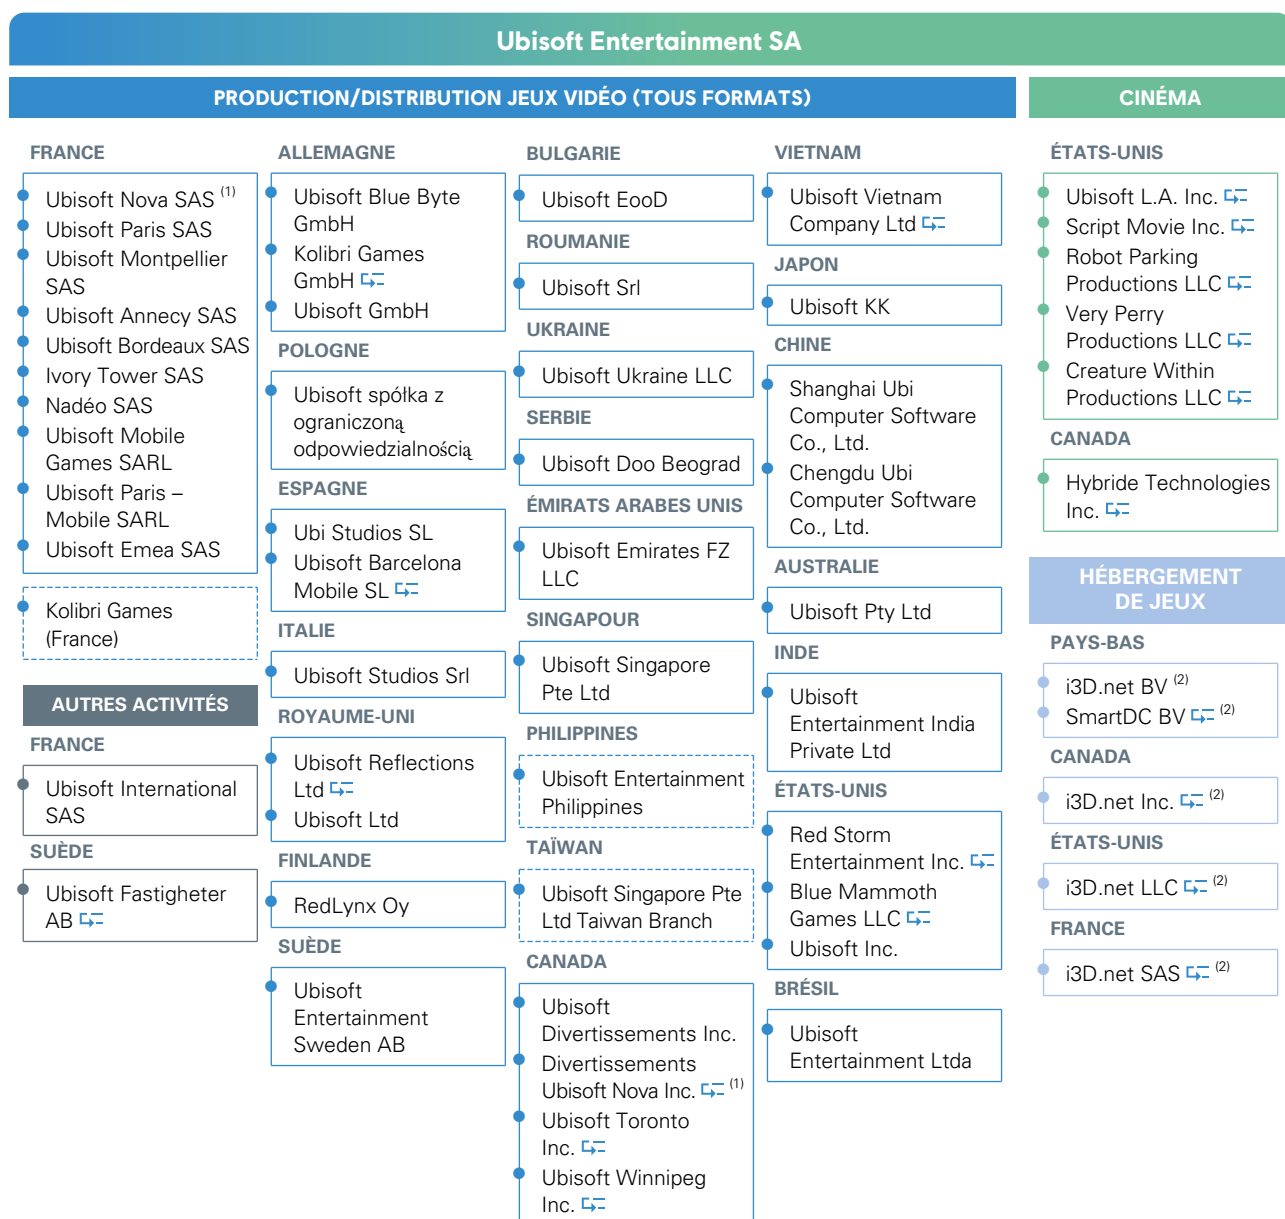 Ubisoft Entertainment SA
PRODUCTION/DISTRIBUTION JEUX VIDÉO (TOUS FORMATS)
FRANCE
Ubisoft Nova SAS (1)
Ubisoft Paris SAS
Ubisoft Montpellier
SAS
Ubisoft Annecy SAS
Ubisoft Bordeaux SAS
Ivory Tower SAS
Nadéo SAS
Ubisoft Mobile
Games SARL
Ubisoft Paris –
Mobile SARL
Ubisoft Emea SAS
Kolibri Games
(France)
AUTRES ACTIVITÉS
FRANCE
Ubisoft International
SAS
SUÈDE
Ubisoft Fastigheter
AB
ALLEMAGNE
Ubisoft Blue Byte
GmbH
Kolibri Games
GmbH
Ubisoft GmbH
POLOGNE
Ubisoft spółka z
ograniczoną
odpowiedzialnością
ESPAGNE
Ubi Studios SL
Ubisoft Barcelona
Mobile SL
ITALIE
Ubisoft Studios Srl
ROYAUME-UNI
Ubisoft Reflections
Ltd
Ubisoft Ltd
FINLANDE
RedLynx Oy
SUÈDE
Ubisoft
Entertainment
Sweden AB
BULGARIE
Ubisoft EooD
ROUMANIE
Ubisoft Srl
UKRAINE
Ubisoft Ukraine LLC
SERBIE
Ubisoft Doo Beograd
ÉMIRATS ARABES UNIS
Ubisoft Emirates FZ
LLC
SINGAPOUR
Ubisoft Singapore
Pte Ltd
PHILIPPINES
Ubisoft Entertainment
Philippines
TAÏWAN
Ubisoft Singapore Pte
Ltd Taiwan Branch
CANADA
Ubisoft
Divertissements Inc.
Divertissements
Ubisoft Nova Inc. (1)
Ubisoft Toronto
Inc.
Ubisoft Winnipeg
Inc.
VIETNAM
Ubisoft Vietnam
Company Ltd
JAPON
Ubisoft KK
CHINE
Shanghai Ubi
Computer Software
Co., Ltd.
Chengdu Ubi
Computer Software
Co., Ltd.
AUSTRALIE
Ubisoft Pty Ltd
INDE
Ubisoft
Entertainment India
Private Ltd
ÉTATS-UNIS
Red Storm
Entertainment Inc.
Blue Mammoth
Games LLC
Ubisoft Inc.
BRÉSIL
Ubisoft
Entertainment Ltda
CINÉMA
ÉTATS-UNIS
Ubisoft L.A. Inc.
Script Movie Inc.
Robot Parking
Productions LLC
Very Perry
Productions LLC
Creature Within
Productions LLC
CANADA
Hybride Technologies
Inc.
HÉBERGEMENT
DE JEUX
PAYS-BAS
i3D.net BV (2)
SmartDC BV (2)
CANADA
i3D.net Inc. (2)
ÉTATS-UNIS
i3D.net LLC (2)
FRANCE
i3D.net SAS (2)